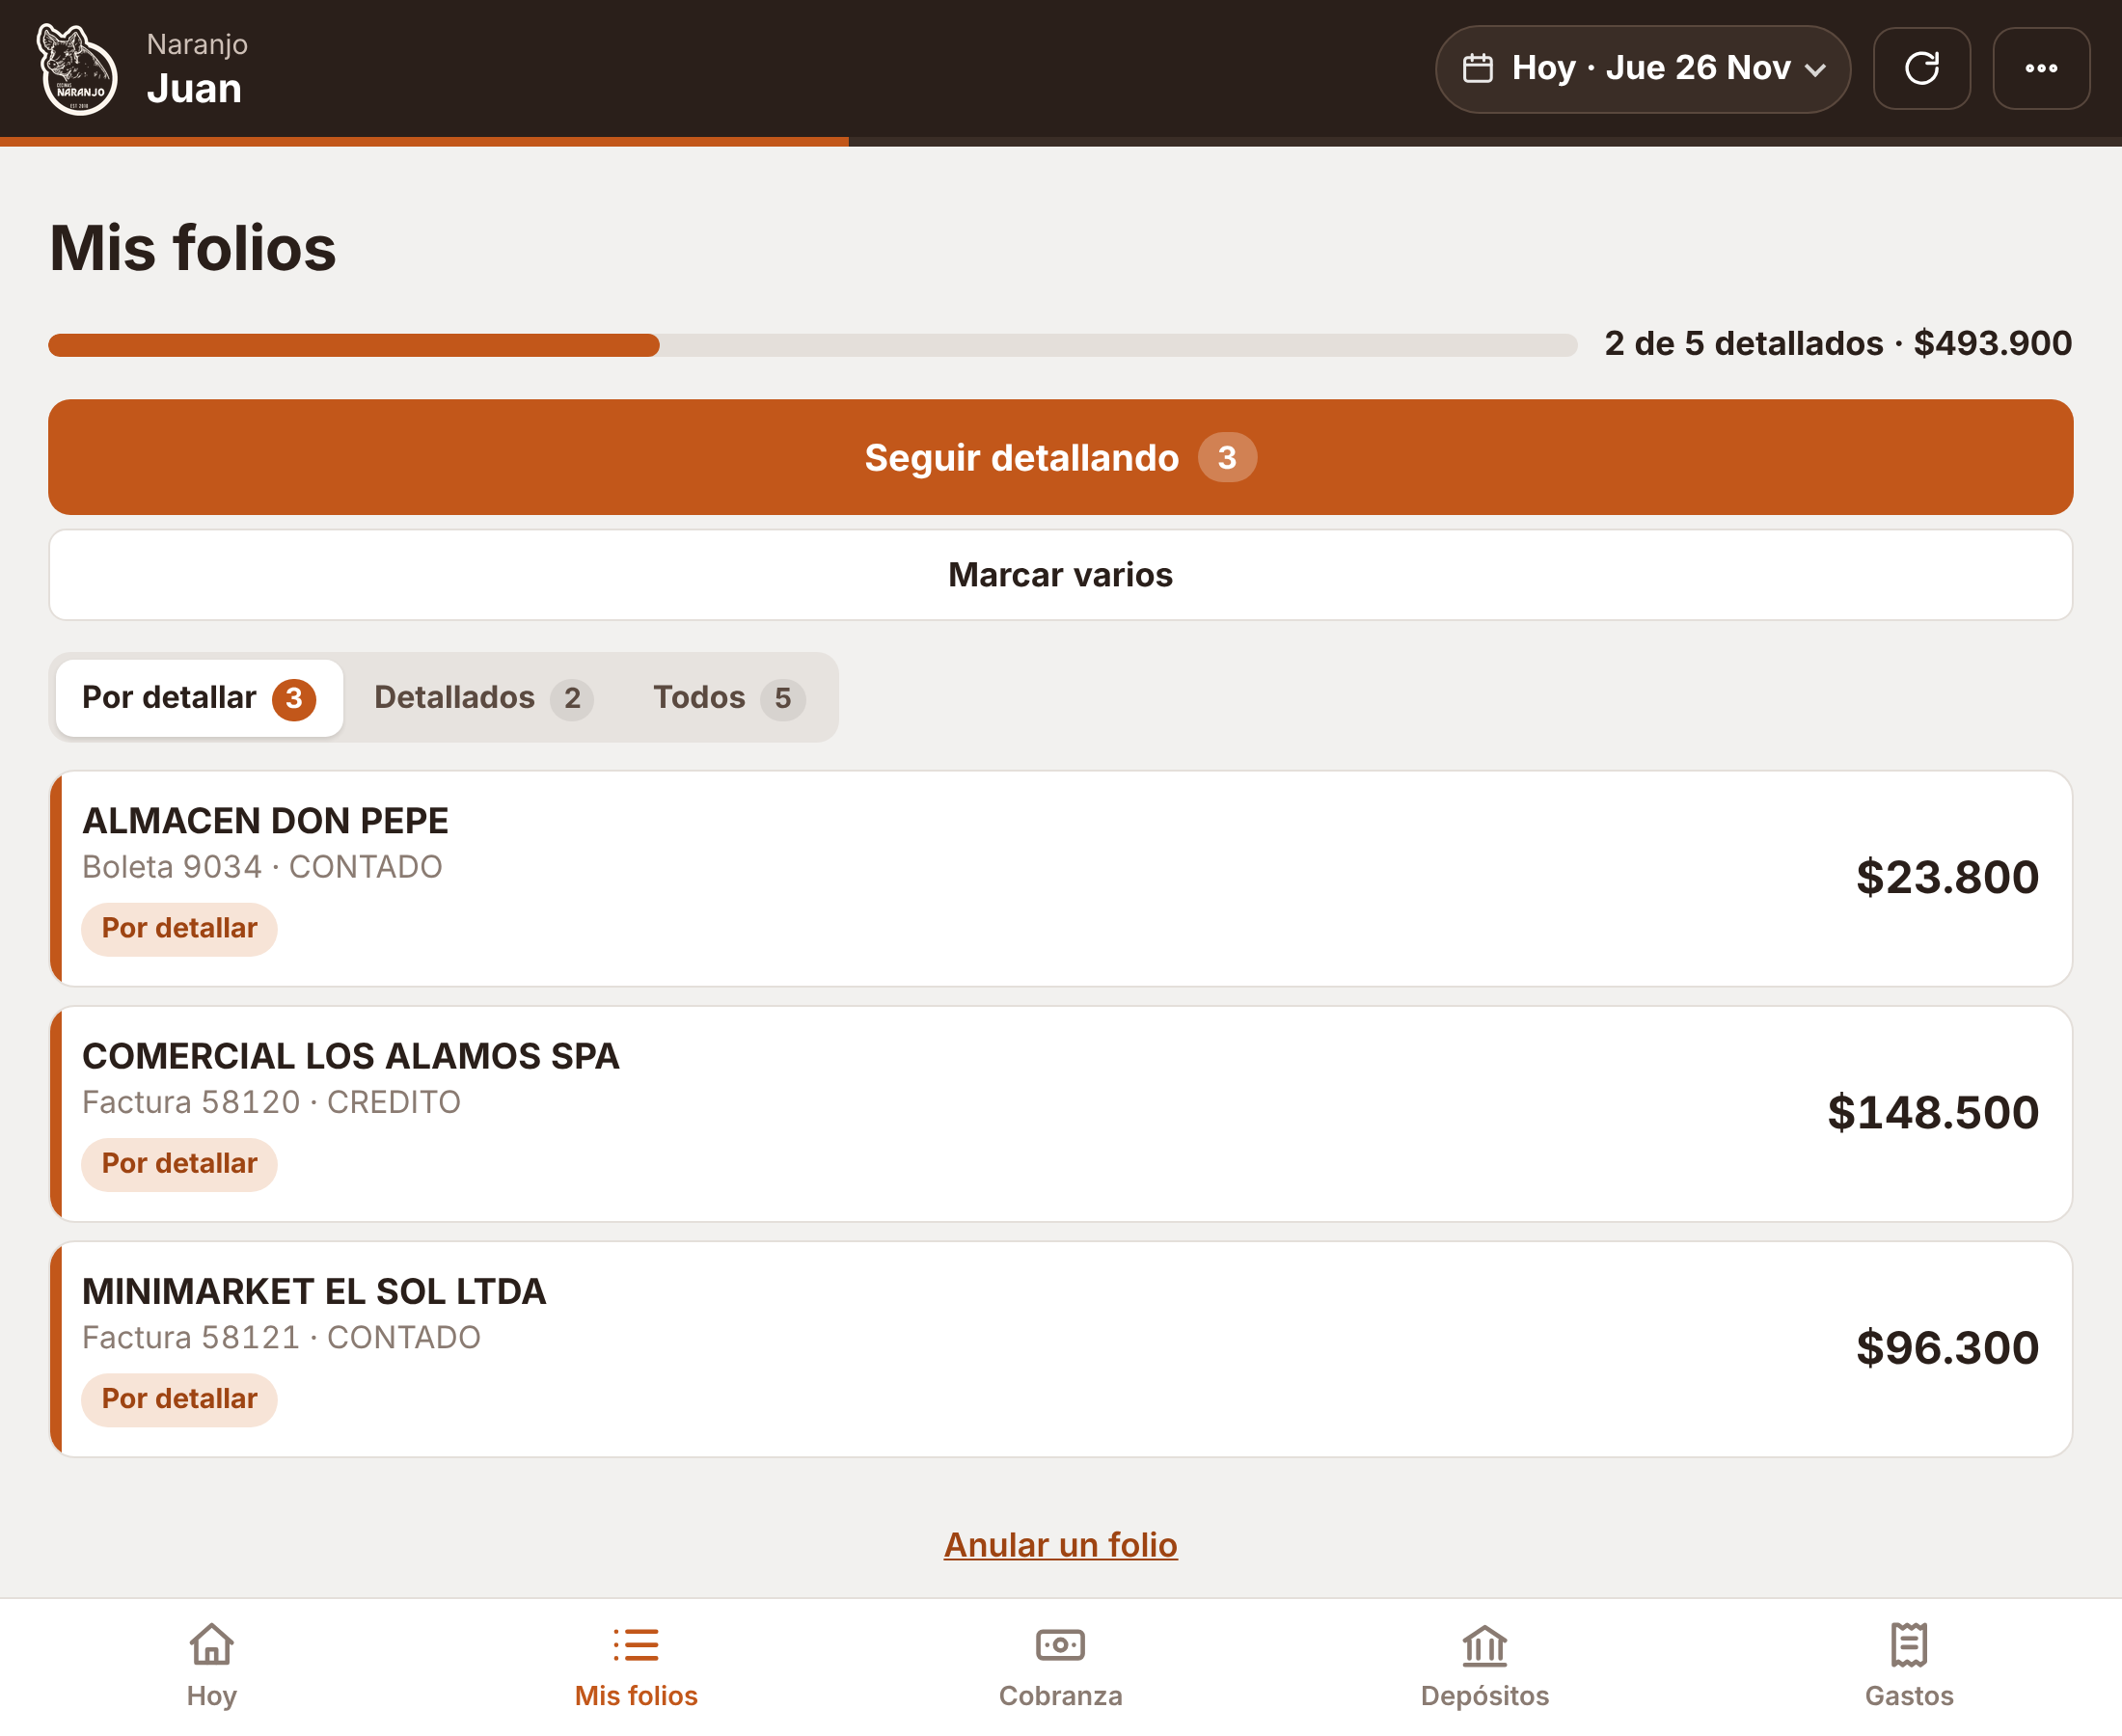 Naranjo
Juan
NARANJO
Hoy · Jue 26 Nov
Mis folios
2 de 5 detallados · $493.900
Seguir detallando 3
Marcar varios
Por detallar 3
Detallados 2
Todos 5
ALMACEN DON PEPE
Boleta 9034 · CONTADO
Por detallar
$23.800
COMERCIAL LOS ALAMOS SPA
Factura 58120 · CREDITO
Por detallar
$148.500
MINIMARKET EL SOL LTDA
Factura 58121 · CONTADO
Por detallar
$96.300
Anular un folio
Hoy
Mis folios
Cobranza
Depósitos
Gastos